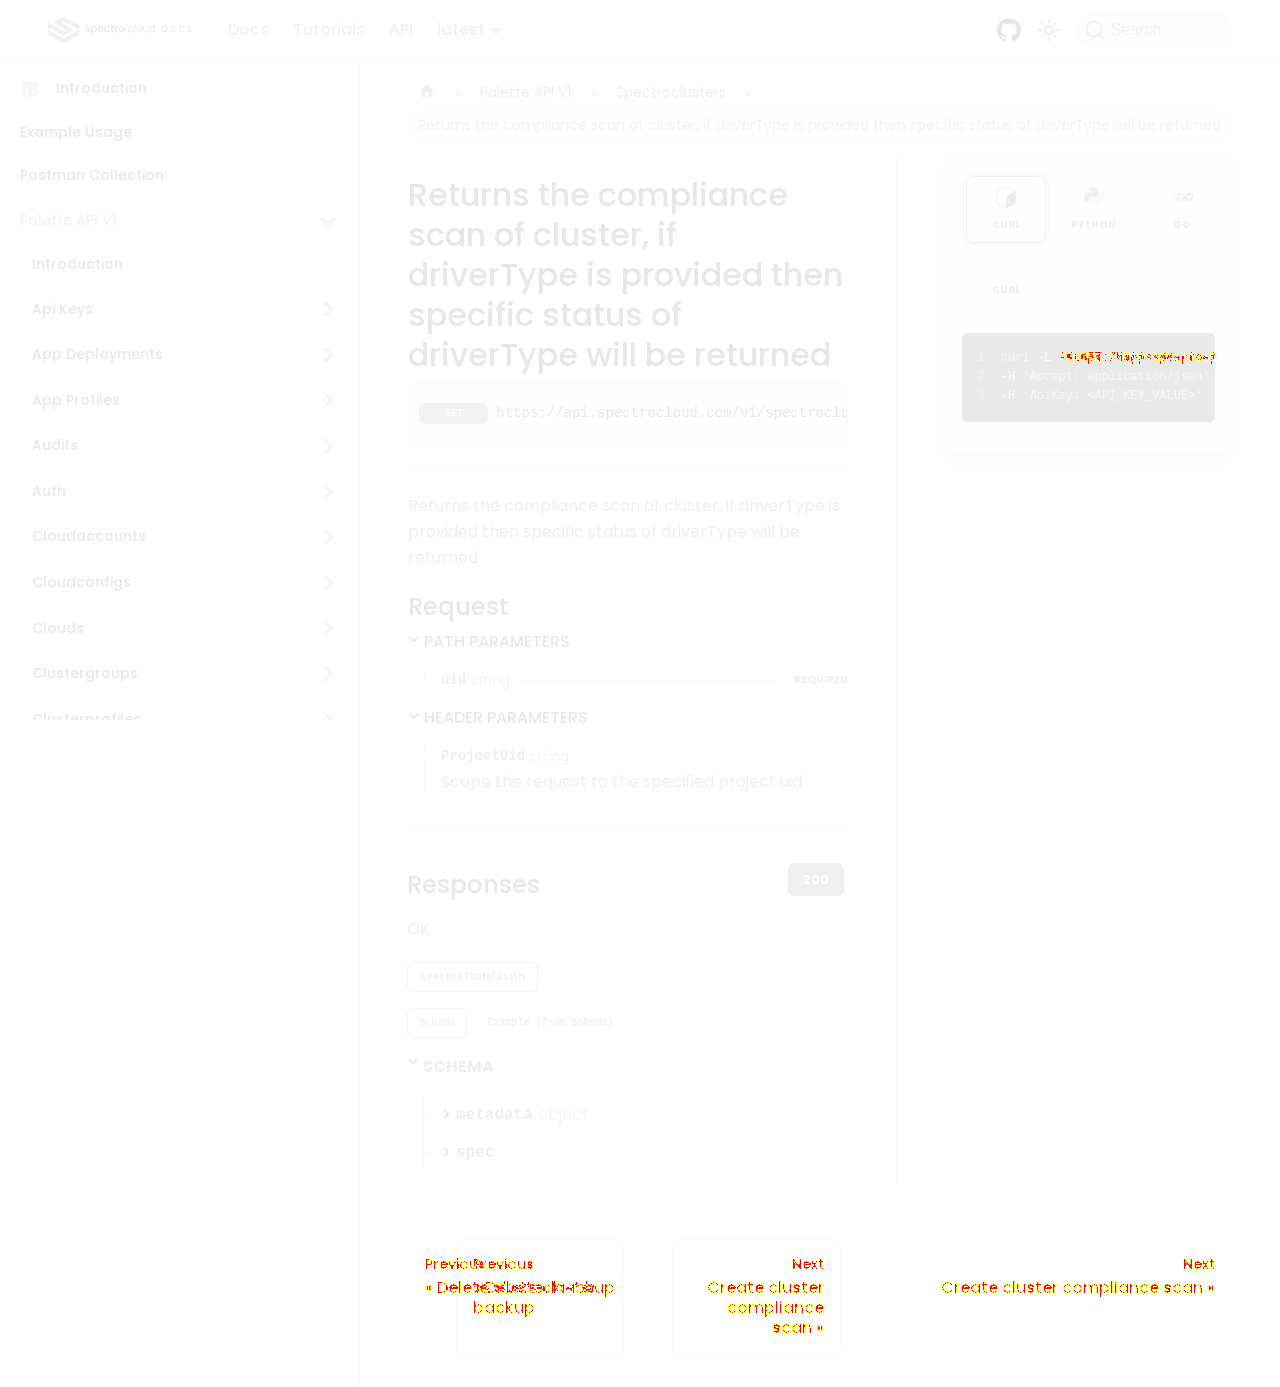 spectro cloud DOCS Docs Tutorials API latest Search
Introduction
Example Usage
Postman Collection
Palette API V1
Introduction
Api Keys
App Deployments
App Profiles
Audits
Auth
Cloudaccounts
Cloudconfigs
Clouds
Clustergroups
Clusterprofiles
Palette API V1 Spectroclusters
Returns the compliance scan of cluster, if driverType is provided then specific status of driverType will be returned
Returns the compliance
scan of cluster, if
driverType is provided then
specific status of
driverType will be returned
GET https://api.spectrocloud.com/v1/spectroclu
Returns the compliance scan of cluster, if driverType is
provided then specific status of driverType will be
returned
Request
PATH PARAMETERS
uid string REQUIRED
HEADER PARAMETERS
ProjectUid string
Scope the request to the specified project uid
Responses 200
OK
APPLICATION/JSON
Schema Example (from schema)
SCHEMA
metadata object
spec
CURL PYTHON GO
CURL
1 curl -L
2 -H 'Accept: application/json'
3 -H 'ApiKey: <API_KEY_VALUE>'
Previous
backup
Next
Create cluster
compliance
scan »
Next
Create cluster compliance scan »